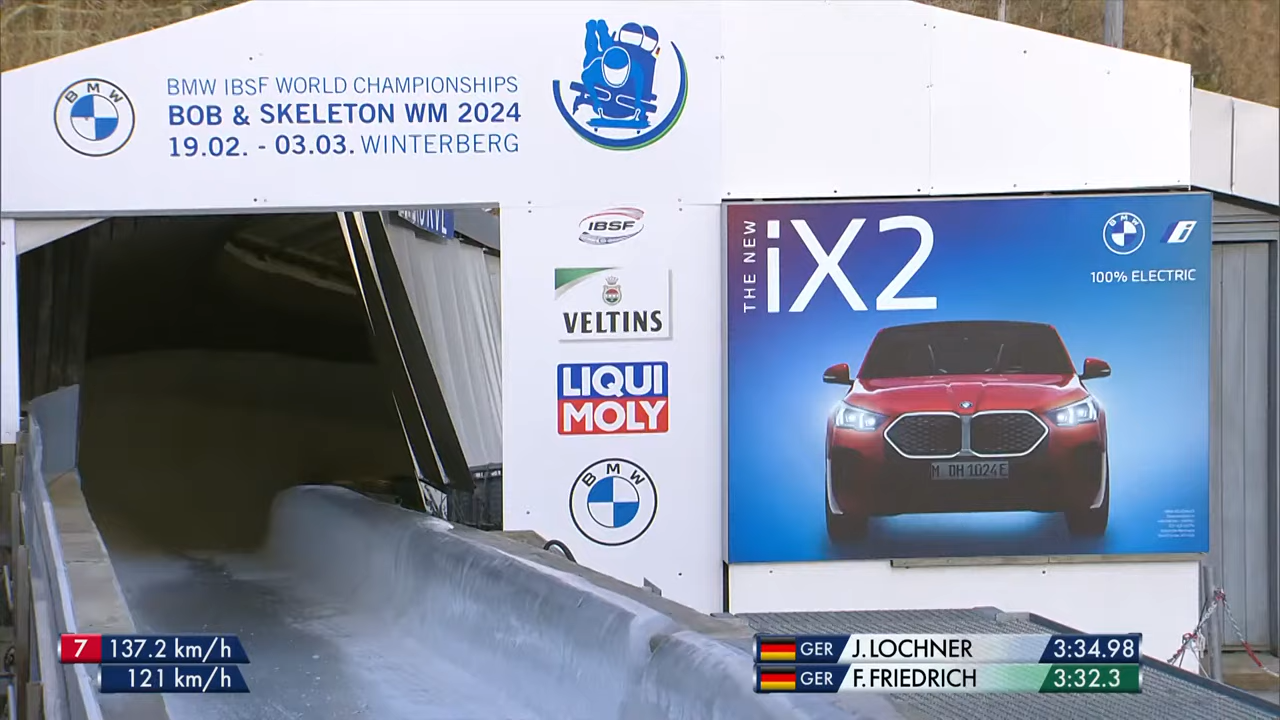 BMW
BMW IBSF WORLD CHAMPIONSHIPS
BOB & SKELETON WM 2024
19.02. - 03.03. WINTERBERG
IBSF
VELTINS
LIQUI
MOLY
BMW
THE NEW
iX2
BMW
i
100% ELECTRIC
M DH 1024E
7 137.2 km/h
121 km/h
GER J. LOCHNER 3:34.98
GER F. FRIEDRICH 3:32.3